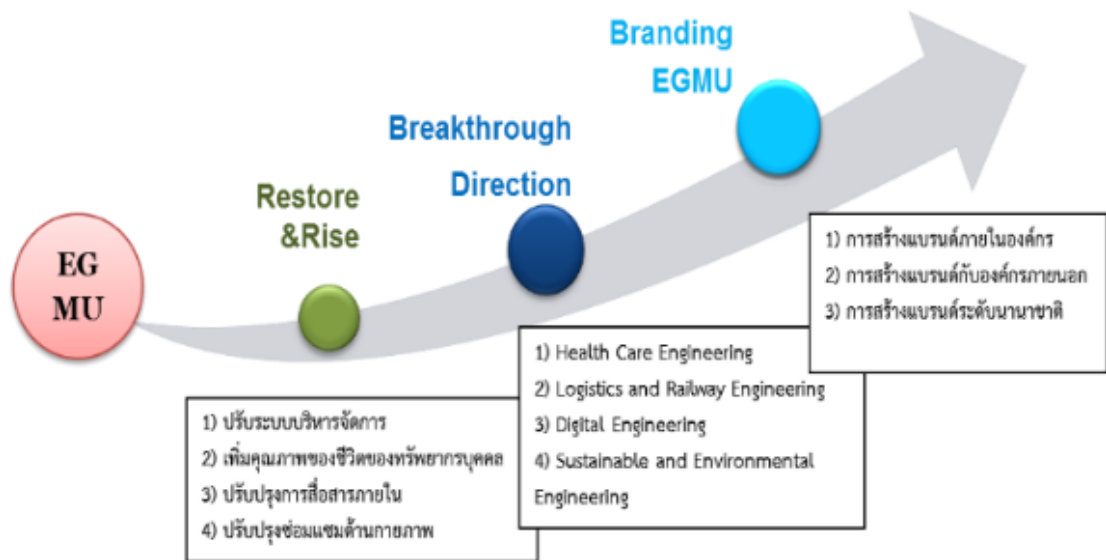 Branding
EGMU
Breakthrough
Direction
Restore
&Rise
EG
MU
1) การสร้างแบรนด์ภายในองค์กร
2) การสร้างแบรนด์กับองค์กรภายนอก
3) การสร้างแบรนด์ระดับนานาชาติ
1) Health Care Engineering
2) Logistics and Railway Engineering
3) Digital Engineering
4) Sustainable and Environmental
Engineering
1) ปรับระบบบริหารจัดการ
2) เพิ่มคุณภาพของชีวิตของทรัพยากรบุคคล
3) ปรับปรุงการสื่อสารภายใน
4) ปรับปรุงซ่อมแซมด้านกายภาพ